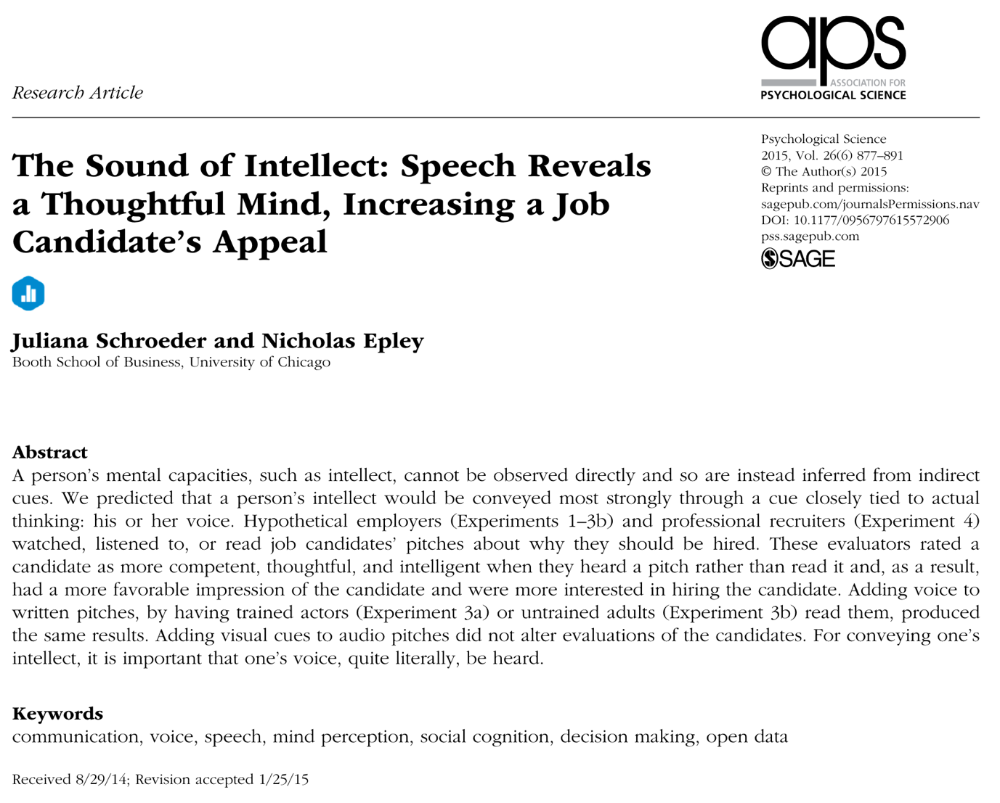 aps
ASSOCIATION FOR
PSYCHOLOGICAL SCIENCE
Research Article
The Sound of Intellect: Speech Reveals
a Thoughtful Mind, Increasing a Job
Candidate’s Appeal
Psychological Science
2015, Vol. 26(6) 877–891
© The Author(s) 2015
Reprints and permissions:
sagepub.com/journalsPermissions.nav
DOI: 10.1177/0956797615572906
pss.sagepub.com
SAGE
Juliana Schroeder and Nicholas Epley
Booth School of Business, University of Chicago
Abstract
A person’s mental capacities, such as intellect, cannot be observed directly and so are instead inferred from indirect
cues. We predicted that a person’s intellect would be conveyed most strongly through a cue closely tied to actual
thinking: his or her voice. Hypothetical employers (Experiments 1–3b) and professional recruiters (Experiment 4)
watched, listened to, or read job candidates’ pitches about why they should be hired. These evaluators rated a
candidate as more competent, thoughtful, and intelligent when they heard a pitch rather than read it and, as a result,
had a more favorable impression of the candidate and were more interested in hiring the candidate. Adding voice to
written pitches, by having trained actors (Experiment 3a) or untrained adults (Experiment 3b) read them, produced
the same results. Adding visual cues to audio pitches did not alter evaluations of the candidates. For conveying one’s
intellect, it is important that one’s voice, quite literally, be heard.
Keywords
communication, voice, speech, mind perception, social cognition, decision making, open data
Received 8/29/14; Revision accepted 1/25/15